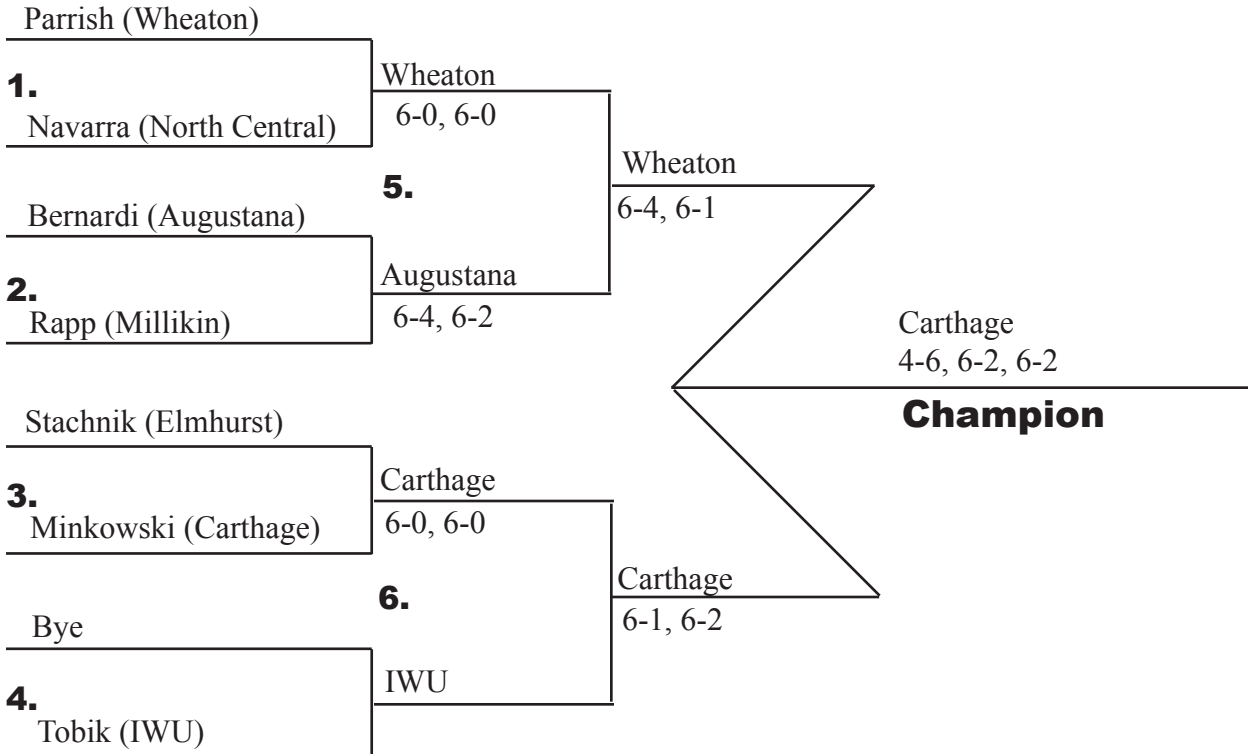 Parrish (Wheaton)
1.
Navarra (North Central)
Wheaton
6-0, 6-0
5.
Bernardi (Augustana)
2.
Rapp (Millikin)
Augustana
6-4, 6-2
Wheaton
6-4, 6-1
Stachnik (Elmhurst)
3.
Minkowski (Carthage)
Carthage
6-0, 6-0
6.
Bye
4.
Tobik (IWU)
IWU
Carthage
6-1, 6-2
Carthage
4-6, 6-2, 6-2
Champion